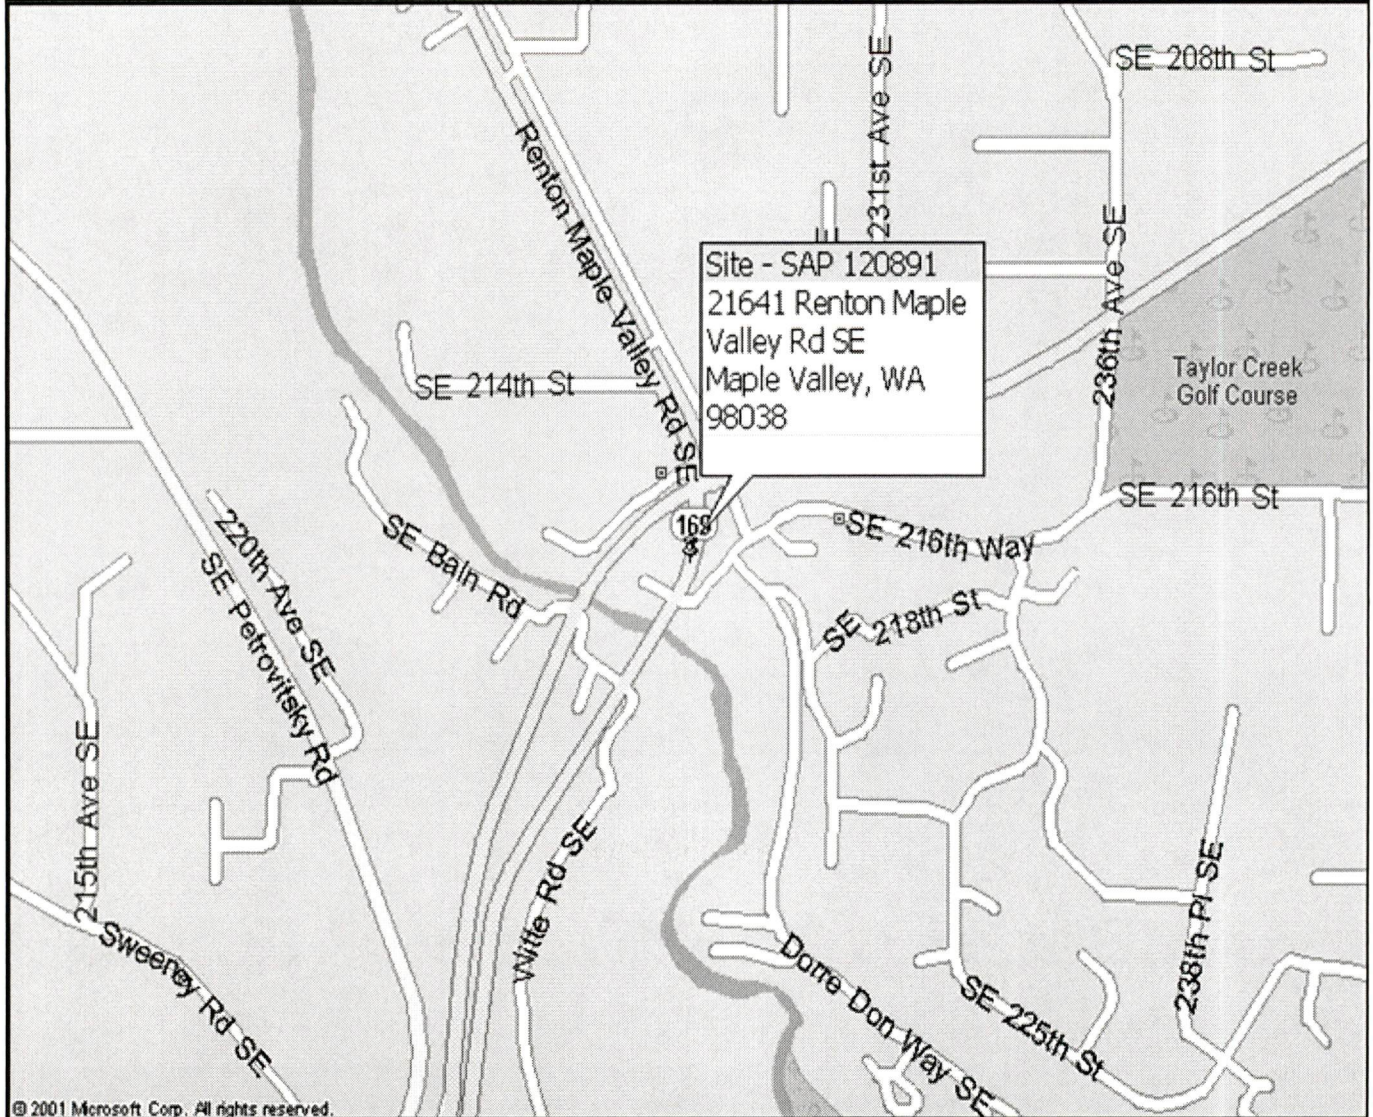 SE 208th St
231st Ave SE
Renton Maple Valley Rd SE
236th Ave SE
Site - SAP 120891
21641 Renton Maple
Valley Rd SE
Maple Valley, WA
98038
Taylor Creek
Golf Course
SE 214th St
SE 216th St
169
SE 216th Way
SE Bain Rd
220th Ave SE
SE Petrovitsky Rd
SE 218th St
215th Ave SE
Witte Rd SE
238th Pl SE
Sweeney Rd SE
Dorre Don Way SE
SE 225th St
© 2001 Microsoft Corp. All rights reserved.